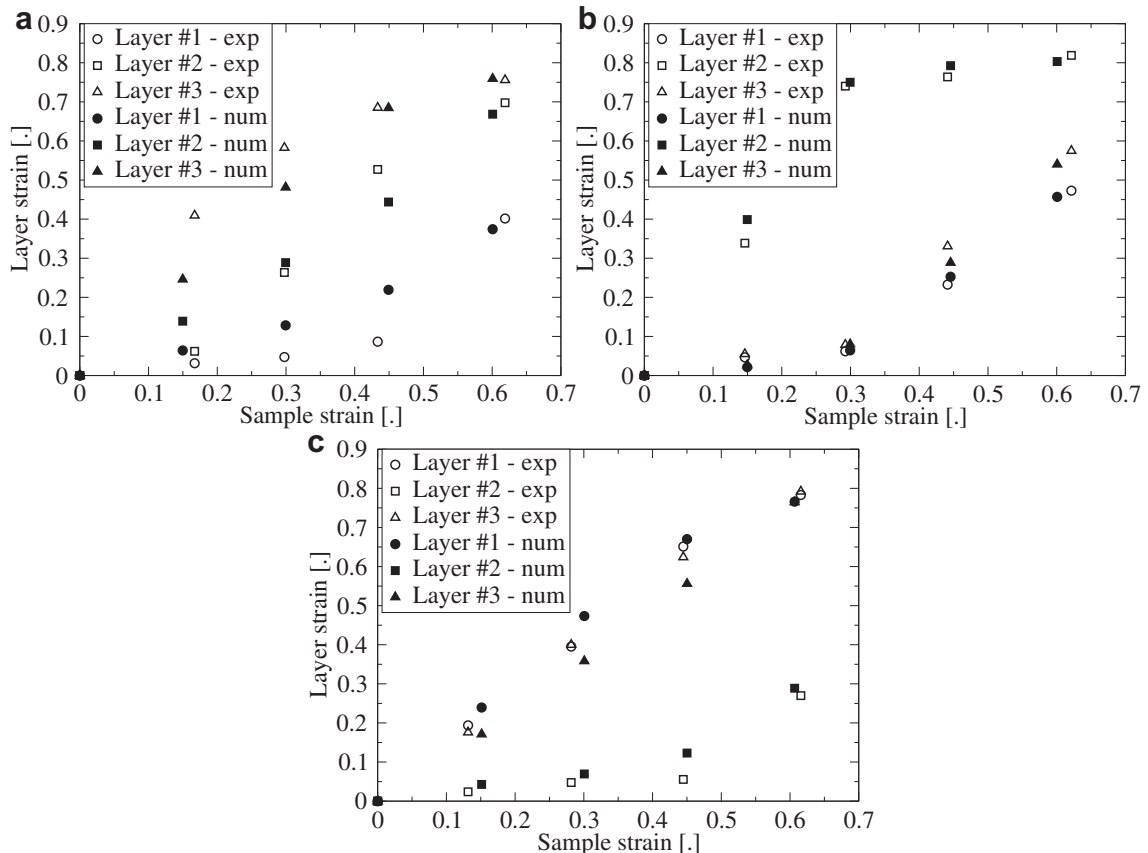 a
0.9
0.8
0.7
0.6
0.5
0.4
0.3
0.2
0.1
0
Layer strain [.]
Layer #1 - exp
Layer #2 - exp
Layer #3 - exp
Layer #1 - num
Layer #2 - num
Layer #3 - num
0 0.1 0.2 0.3 0.4 0.5 0.6 0.7
Sample strain [.]
b
0.9
0.8
0.7
0.6
0.5
0.4
0.3
0.2
0.1
0
Layer strain [.]
Layer #1 - exp
Layer #2 - exp
Layer #3 - exp
Layer #1 - num
Layer #2 - num
Layer #3 - num
0 0.1 0.2 0.3 0.4 0.5 0.6 0.7
Sample strain [.]
c
0.9
0.8
0.7
0.6
0.5
0.4
0.3
0.2
0.1
0
Layer strain [.]
Layer #1 - exp
Layer #2 - exp
Layer #3 - exp
Layer #1 - num
Layer #2 - num
Layer #3 - num
0 0.1 0.2 0.3 0.4 0.5 0.6 0.7
Sample strain [.]